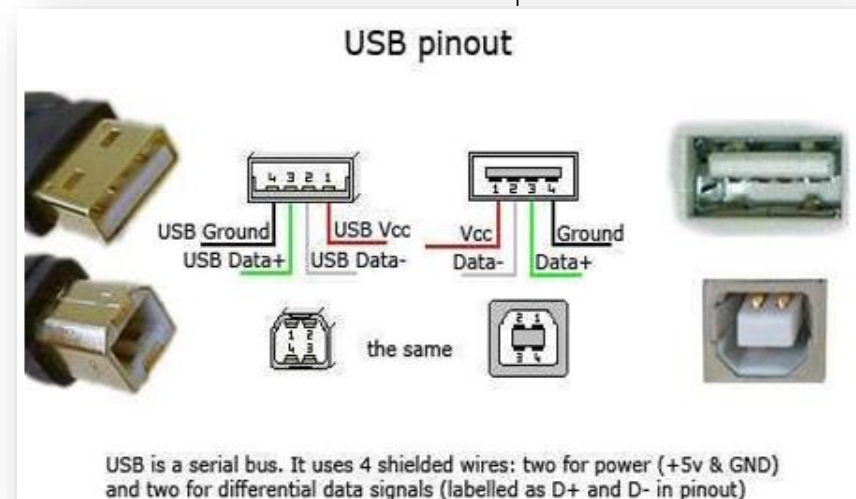 USB pinout
4 3 2 1
1 2 3 4
USB Ground
USB Vcc
Vcc
Ground
USB Data+
USB Data-
Data-
Data+
1 2
4 3
the same
2 1
3 4
USB is a serial bus. It uses 4 shielded wires: two for power (+5v & GND)
and two for differential data signals (labelled as D+ and D- in pinout)